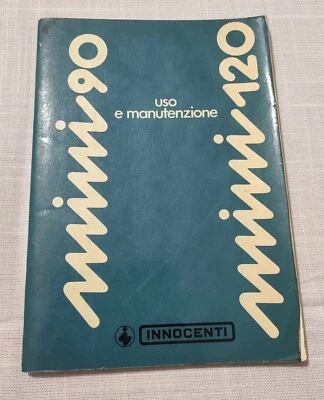 mini 90
uso
e manutenzione
mini 120
INNOCENTI